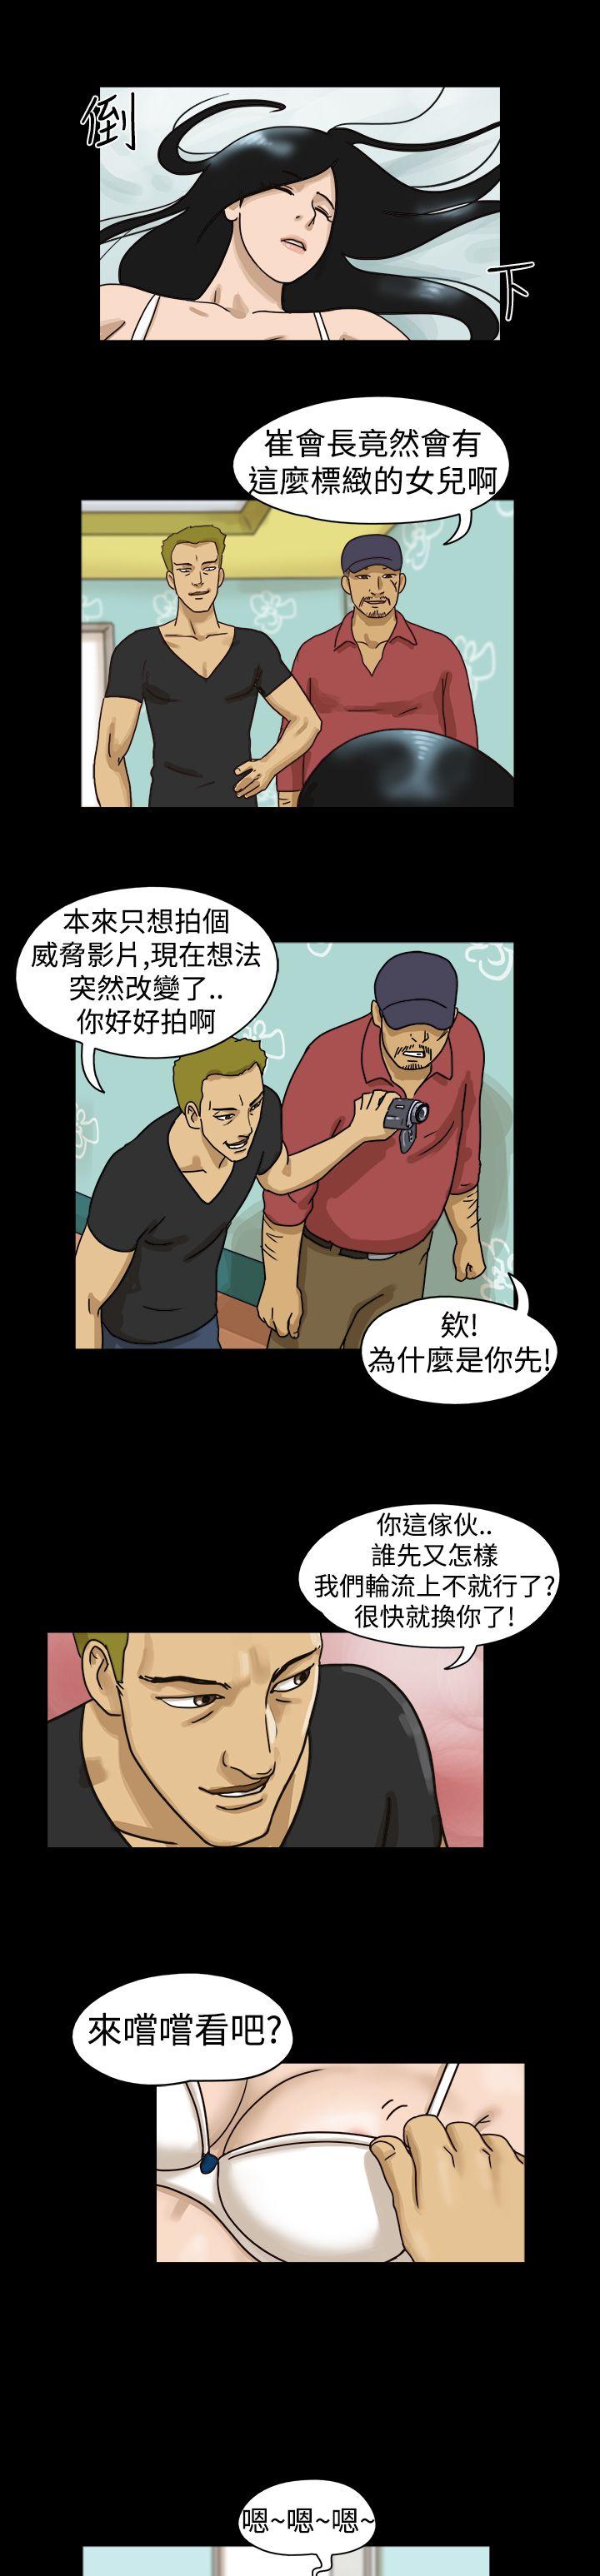 倒
下
崔會長竟然會有
這麼標緻的女兒啊
本來只想拍個
威脅影片,現在想法
突然改變了..
你好好拍啊
欸!
為什麼是你先!
你這傢伙..
誰先又怎樣
我們輪流上不就行了?
很快就換你了!
來嚐嚐看吧?
嗯~嗯~嗯~